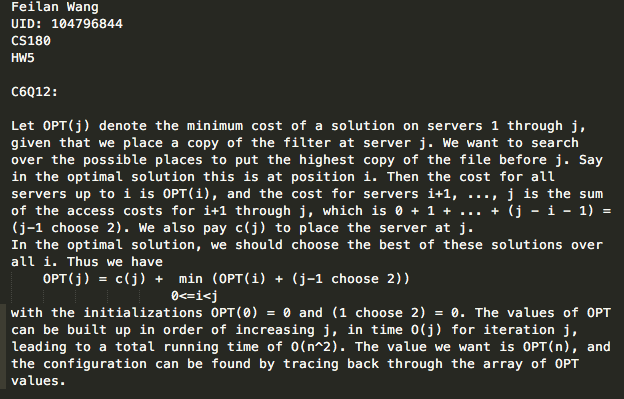 Feilan Wang
UID: 104796844
CS180
HW5
C6Q12:
Let OPT(j) denote the minimum cost of a solution on servers 1 through j,
given that we place a copy of the filter at server j. We want to search
over the possible places to put the highest copy of the file before j. Say
in the optimal solution this is at position i. Then the cost for all
servers up to i is OPT(i), and the cost for servers i+1, ..., j is the sum
of the access costs for i+1 through j, which is 0 + 1 + ... + (j - i - 1) =
(j-1 choose 2). We also pay c(j) to place the server at j.
In the optimal solution, we should choose the best of these solutions over
all i. Thus we have
OPT(j) = c(j) +  min (OPT(i) + (j-1 choose 2))
0<=i<j
with the initializations OPT(0) = 0 and (1 choose 2) = 0. The values of OPT
can be built up in order of increasing j, in time O(j) for iteration j,
leading to a total running time of O(n^2). The value we want is OPT(n), and
the configuration can be found by tracing back through the array of OPT
values.